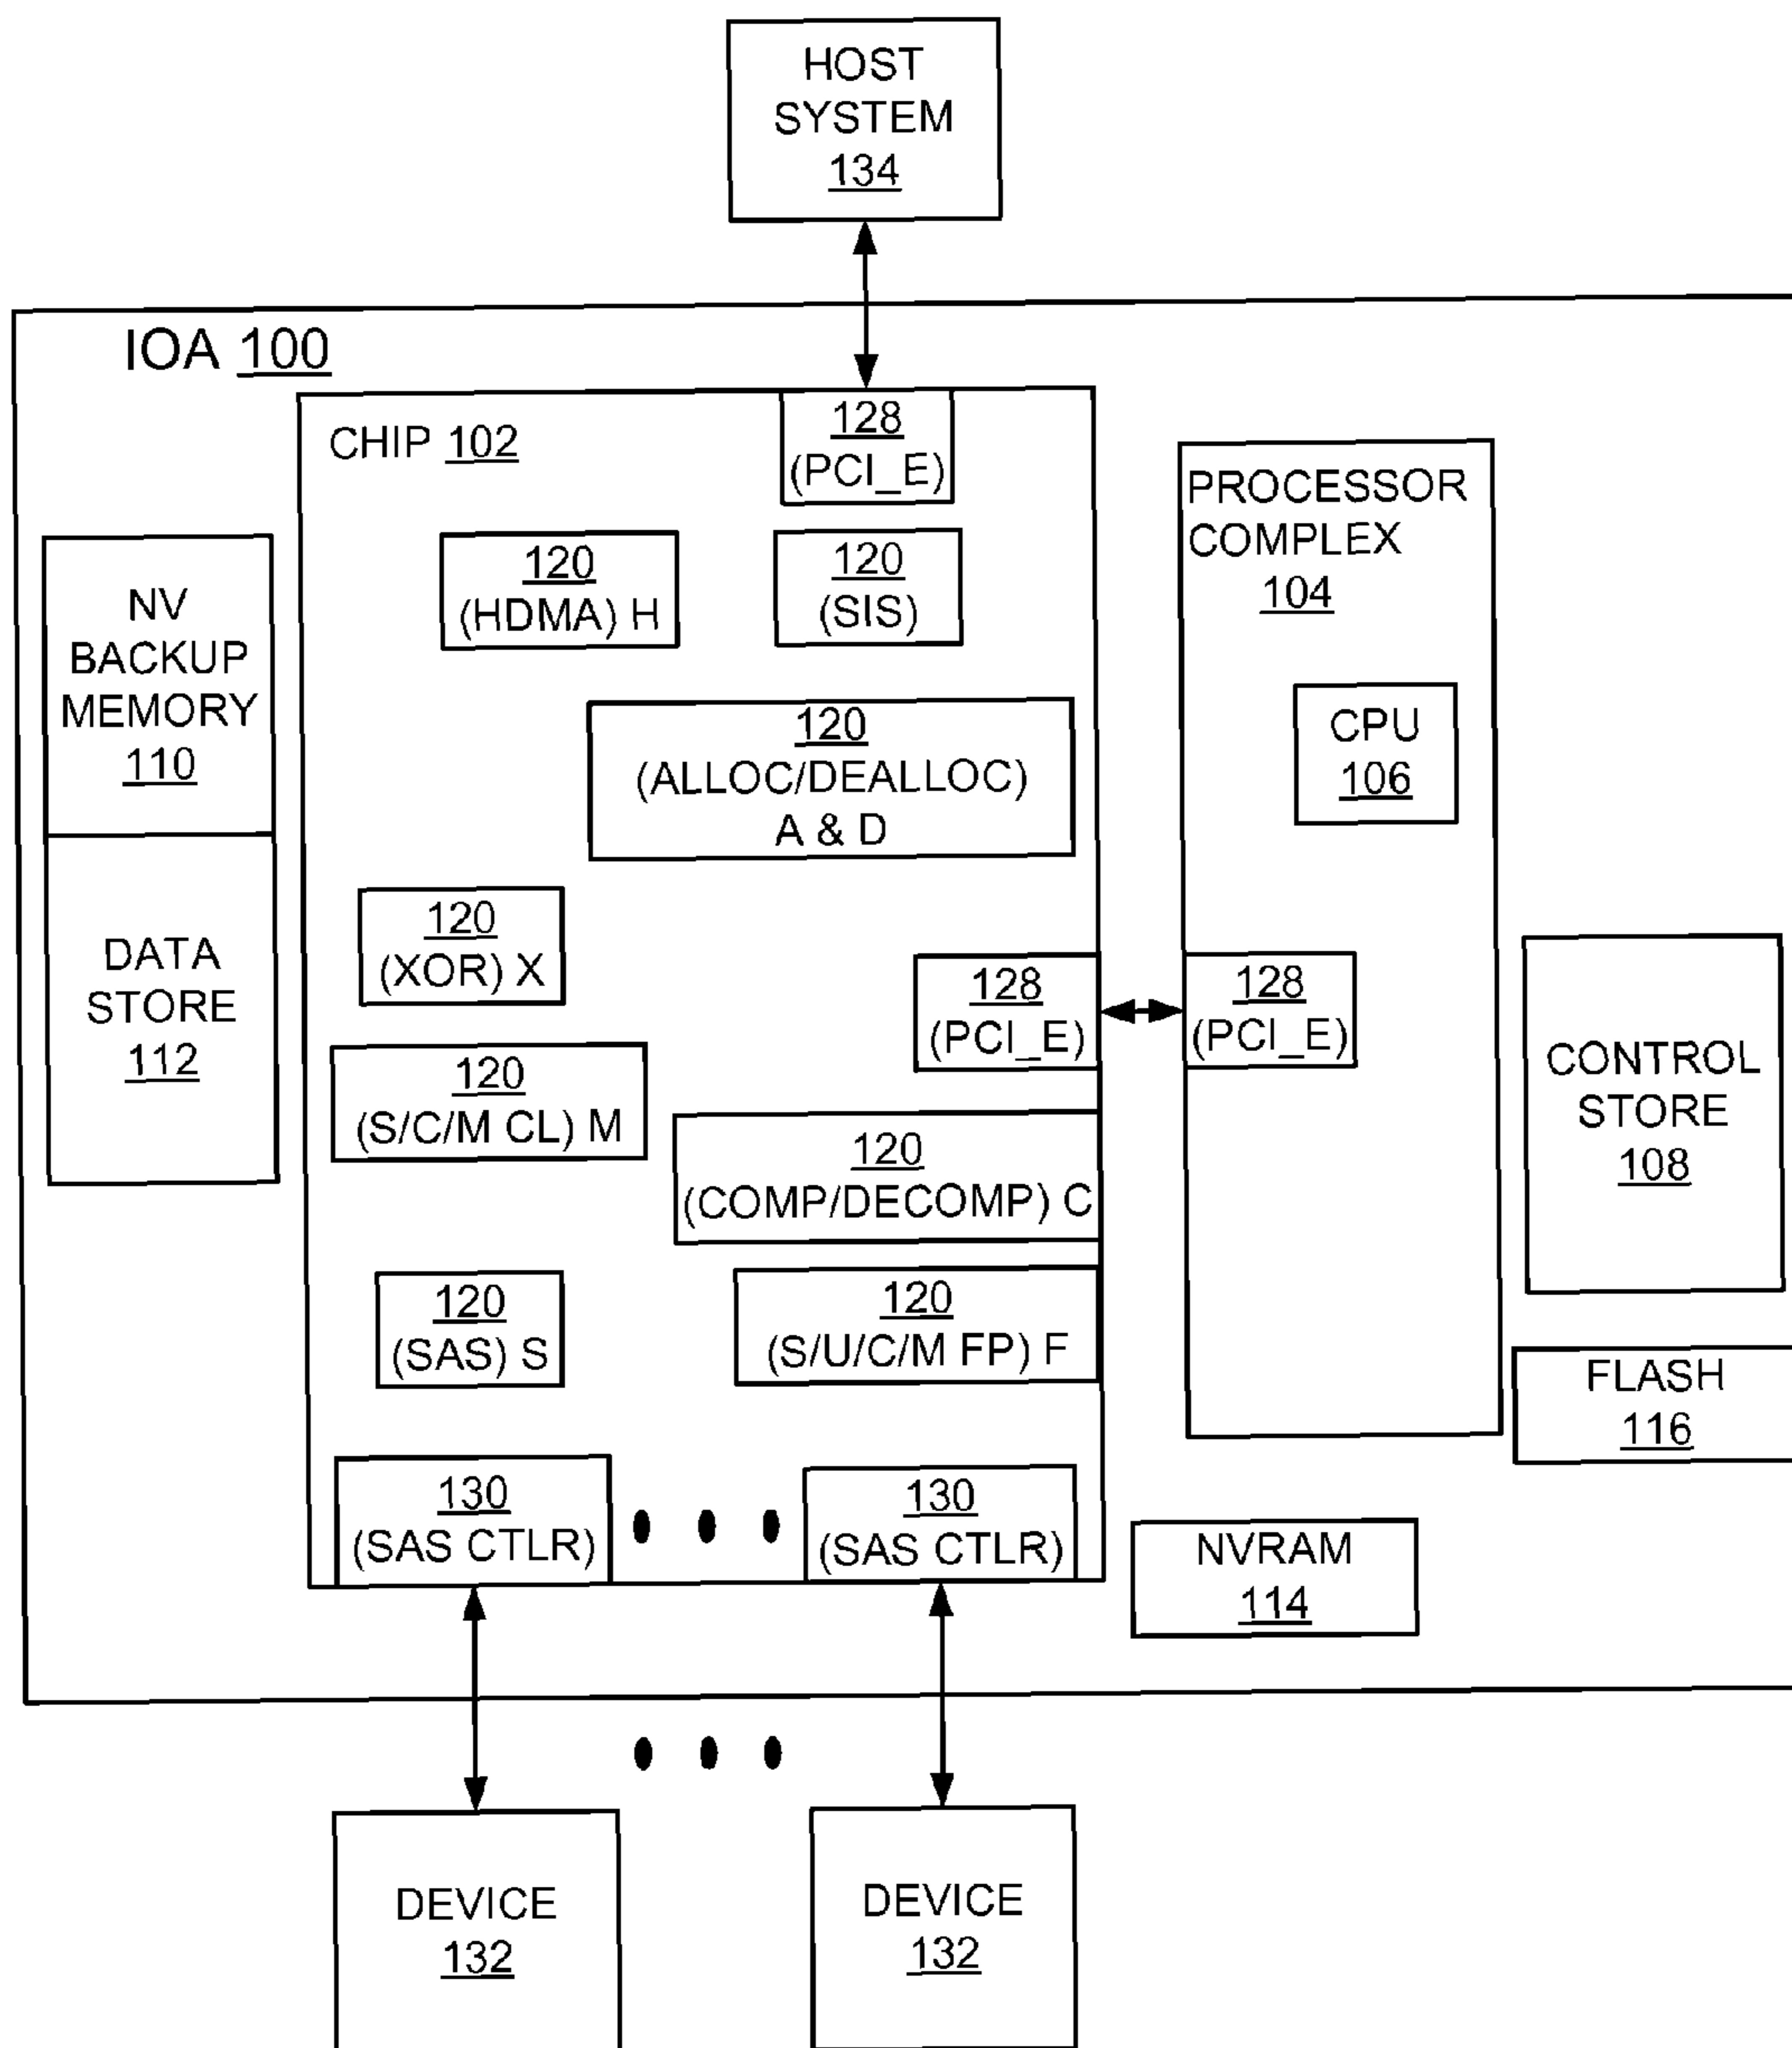 HOST
SYSTEM
134
IOA 100
CHIP 102
128
(PCI_E)
PROCESSOR
COMPLEX
104
120
(HDMA) H
120
(SIS)
NV
BACKUP
MEMORY
110
120
(ALLOC/DEALLOC)
A & D
CPU
106
120
(XOR) X
DATA
STORE
112
128
(PCI_E)
128
(PCI_E)
CONTROL
STORE
108
120
(S/C/M CL) M
120
(COMP/DECOMP) C
120
(SAS) S
120
(S/U/C/M FP) F
FLASH
116
130
(SAS CTLR)
130
(SAS CTLR)
NVRAM
114
DEVICE
132
DEVICE
132